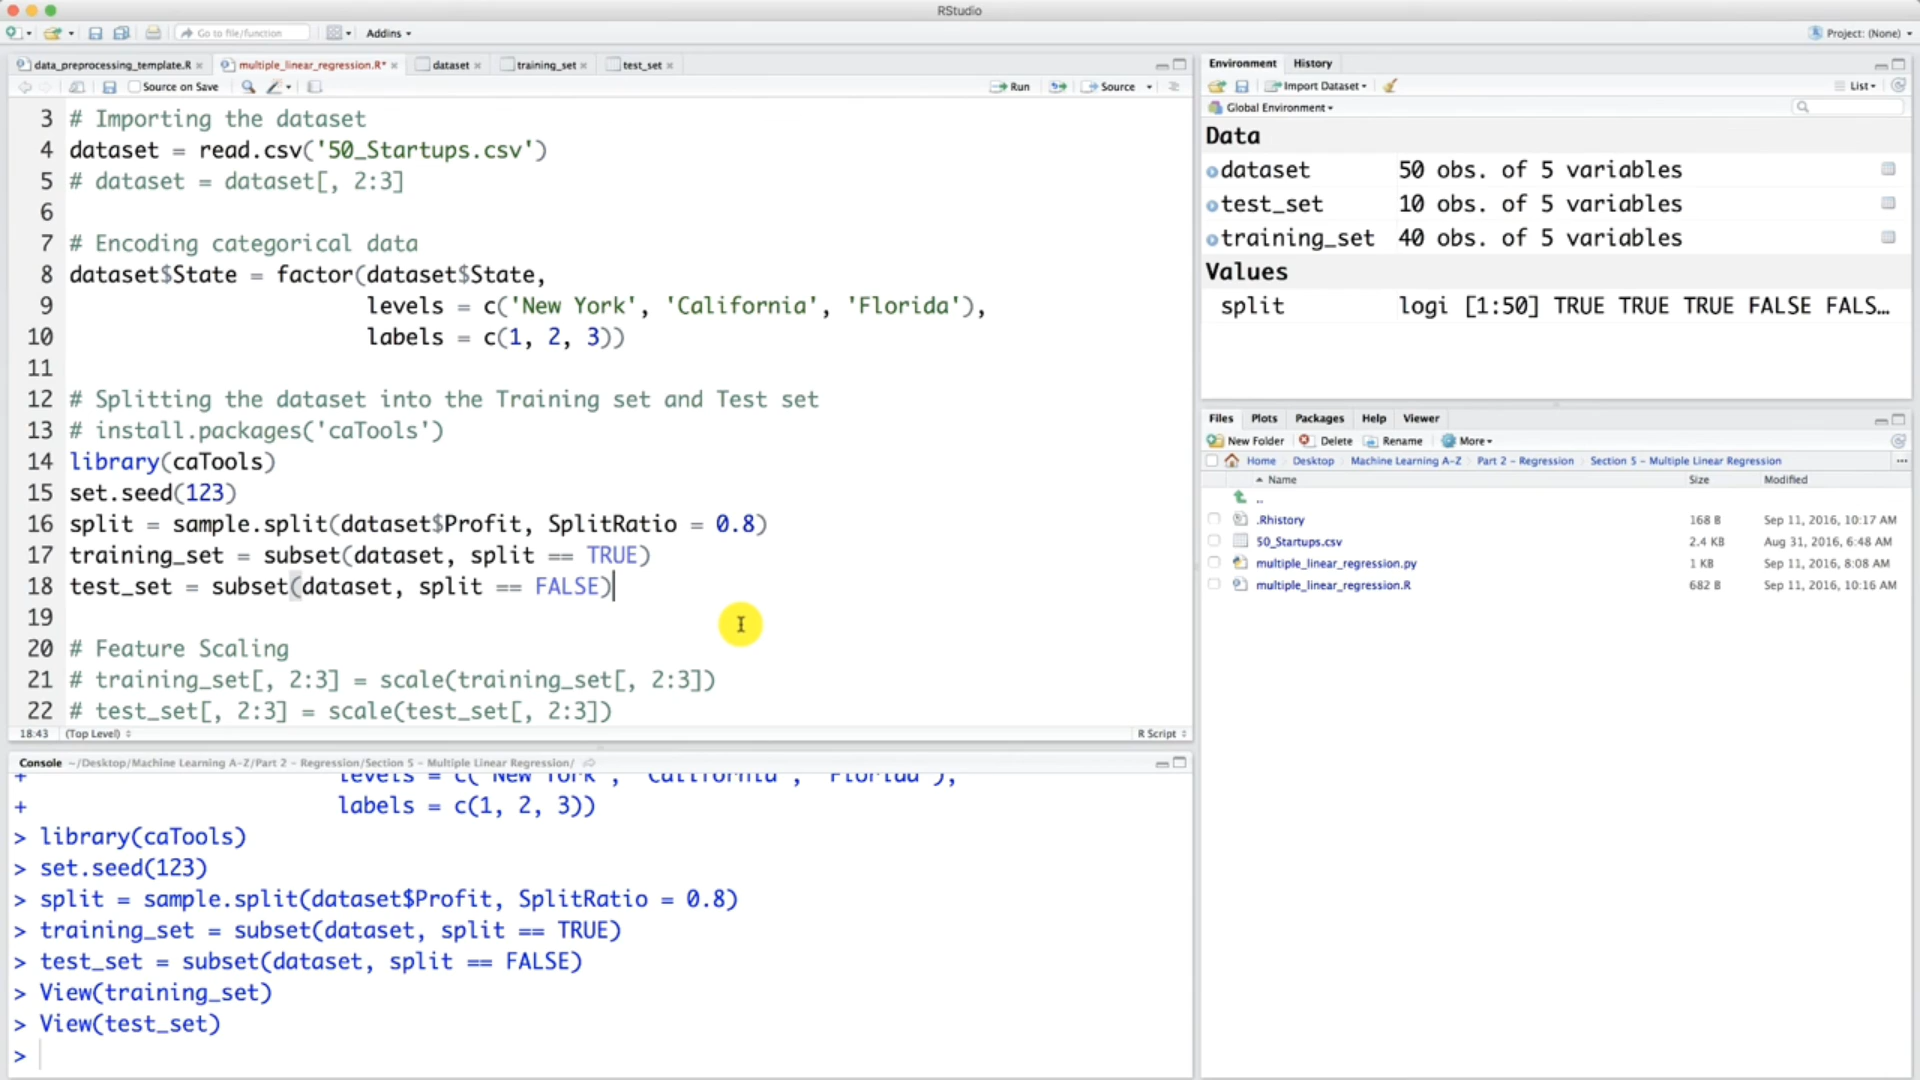 RStudio
Go to file/function
Addins
Project: (None)
data_preprocessing_template.R
multiple_linear_regression.R*
dataset
training_set
test_set
Source on Save
Run
Source
3 # Importing the dataset
4 dataset = read.csv('50_Startups.csv')
5 # dataset = dataset[, 2:3]
6
7 # Encoding categorical data
8 dataset$State = factor(dataset$State,
9 levels = c('New York', 'California', 'Florida'),
10 labels = c(1, 2, 3))
11
12 # Splitting the dataset into the Training set and Test set
13 # install.packages('caTools')
14 library(caTools)
15 set.seed(123)
16 split = sample.split(dataset$Profit, SplitRatio = 0.8)
17 training_set = subset(dataset, split == TRUE)
18 test_set = subset(dataset, split == FALSE)
19
20 # Feature Scaling
21 # training_set[, 2:3] = scale(training_set[, 2:3])
22 # test_set[, 2:3] = scale(test_set[, 2:3])
18:43 (Top Level) R Script
Console ~/Desktop/Machine Learning A-Z/Part 2 - Regression/Section 5 - Multiple Linear Regression/
+ levels = c('New York', 'California', 'Florida'),
+ labels = c(1, 2, 3))
> library(caTools)
> set.seed(123)
> split = sample.split(dataset$Profit, SplitRatio = 0.8)
> training_set = subset(dataset, split == TRUE)
> test_set = subset(dataset, split == FALSE)
> View(training_set)
> View(test_set)
>
Environment History
Import Dataset List
Global Environment
Data
dataset 50 obs. of 5 variables
test_set 10 obs. of 5 variables
training_set 40 obs. of 5 variables
Values
split logi [1:50] TRUE TRUE TRUE FALSE FALS…
Files Plots Packages Help Viewer
New Folder Delete Rename More
Home Desktop Machine Learning A-Z Part 2 - Regression Section 5 - Multiple Linear Regression ...
Name Size Modified
..
.Rhistory 168 B Sep 11, 2016, 10:17 AM
50_Startups.csv 2.4 KB Aug 31, 2016, 6:48 AM
multiple_linear_regression.py 1 KB Sep 11, 2016, 8:08 AM
multiple_linear_regression.R 682 B Sep 11, 2016, 10:16 AM